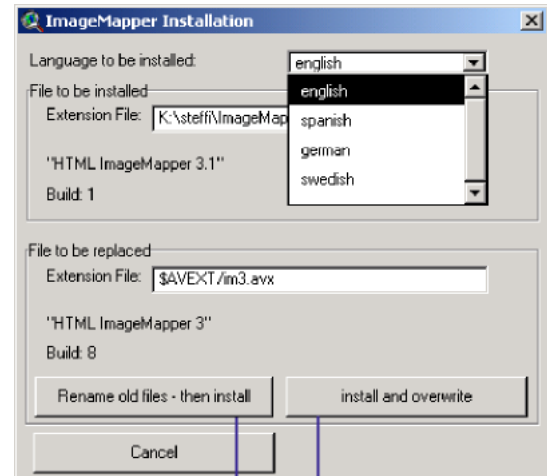 ImageMapper Installation
Language to be installed: english
english
spanish
german
swedish
File to be installed
Extension File: K:\steffi\ImageMap
"HTML ImageMapper 3.1"
Build: 1
File to be replaced
Extension File: $AVEXT/im3.avx
"HTML ImageMapper 3"
Build: 8
Rename old files - then install
install and overwrite
Cancel